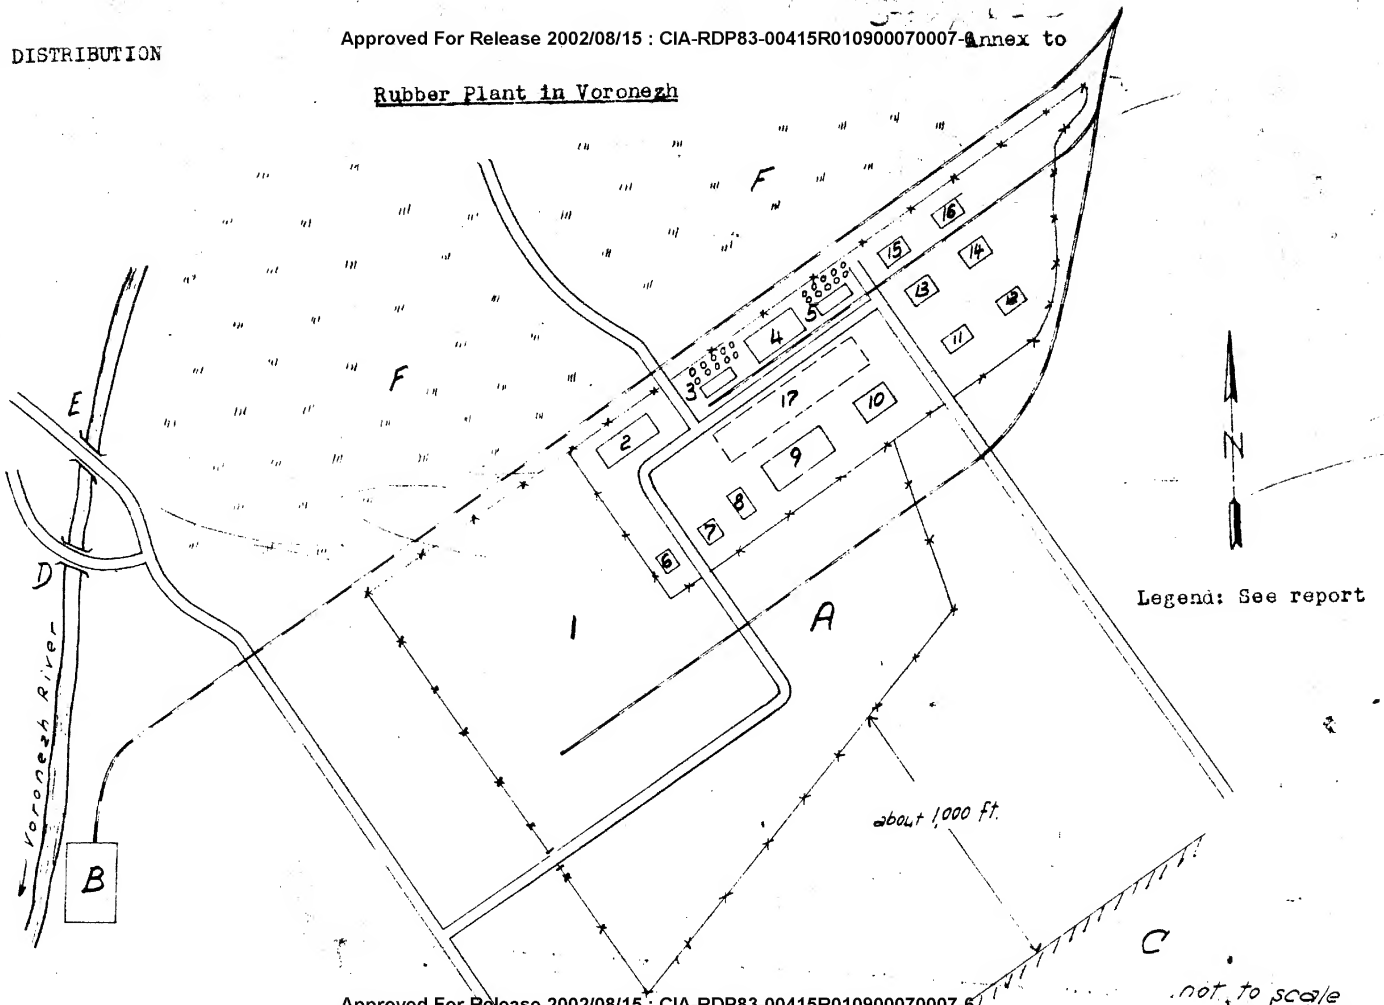 DISTRIBUTION
Approved For Release 2002/08/15 : CIA-RDP83-00415R010900070007-6
Annex to
Rubber Plant in Voronezh
F
16
15
14
13
12
5
4
11
3
F
17
10
E
2
9
N
8
7
6
D
Legend: See report
1
A
Voronezh River
about 1,000 ft.
B
C
not to scale
Approved For Release 2002/08/15 : CIA-RDP83-00415R010900070007-6